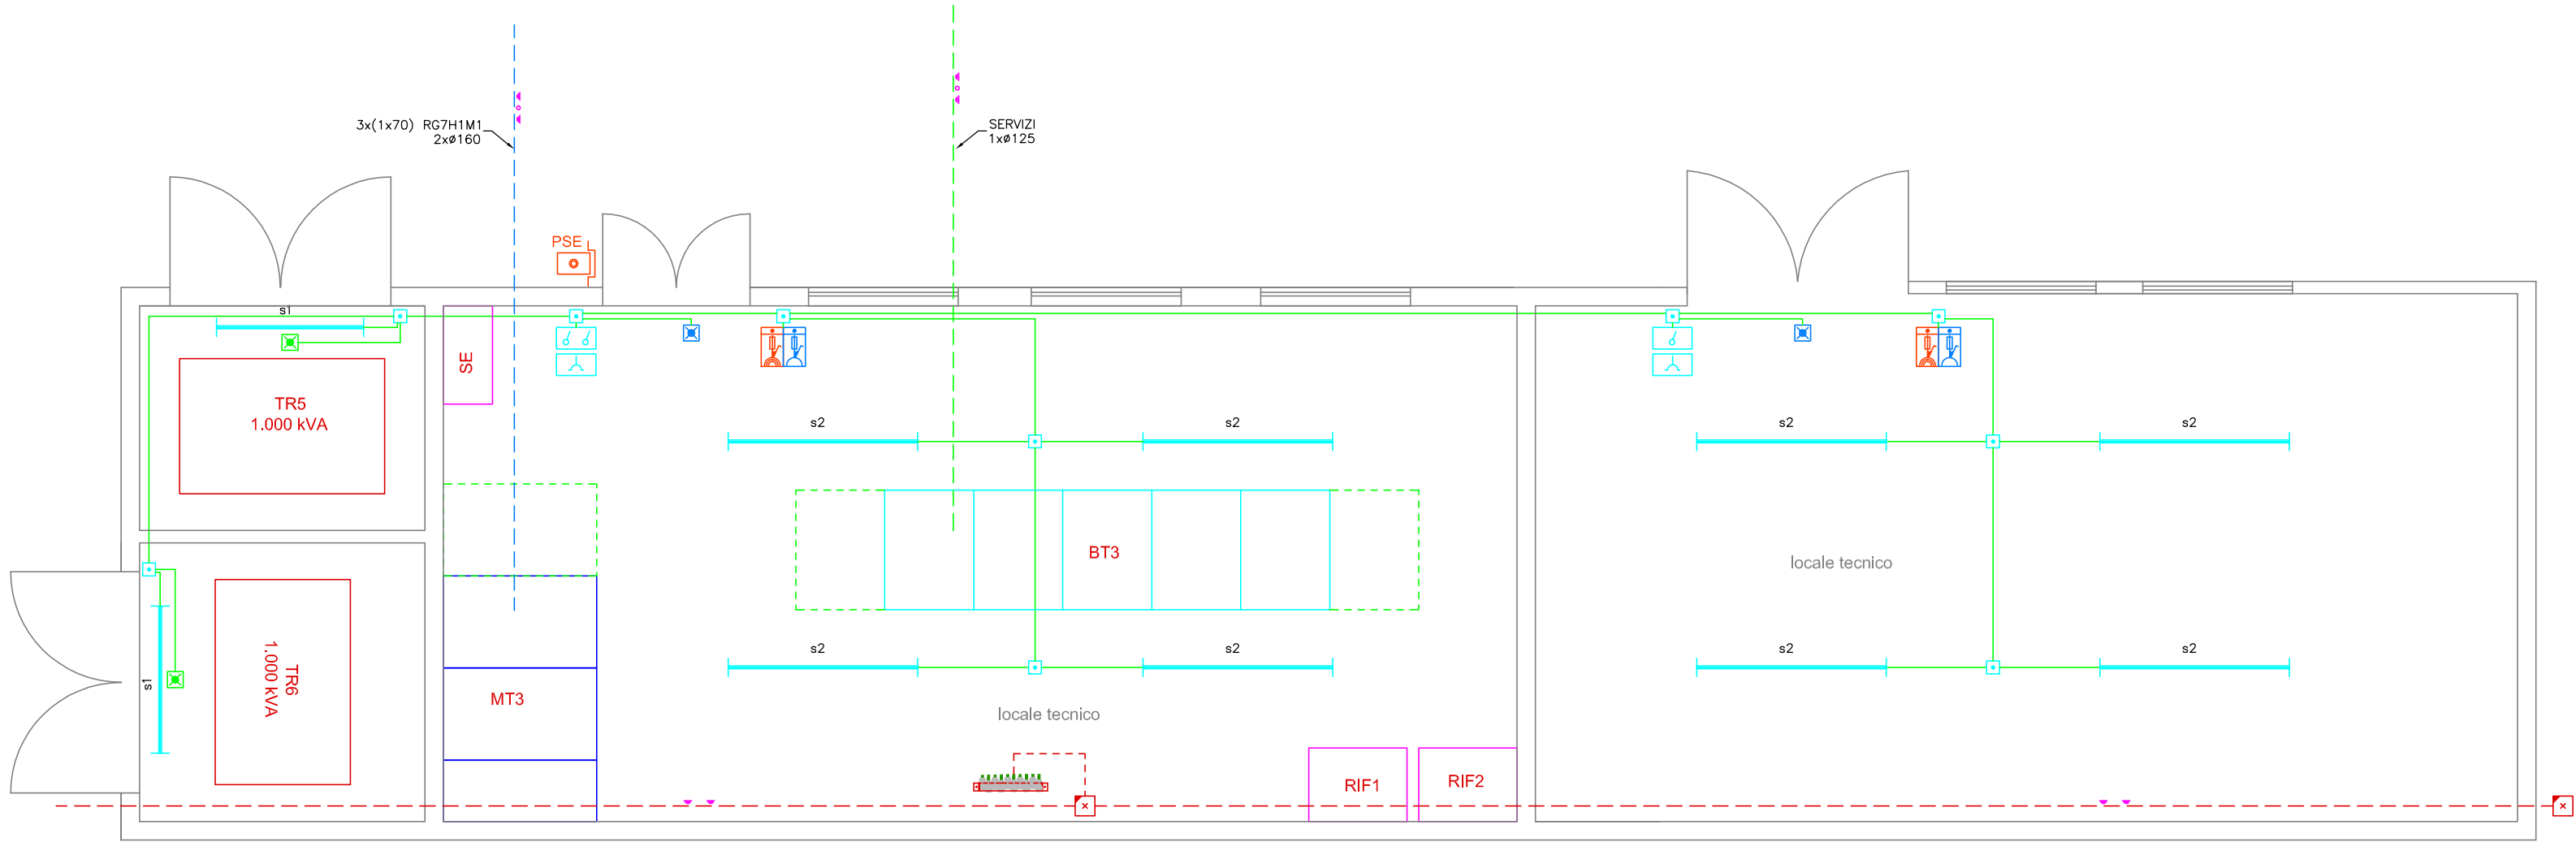 3x(1x70) RG7H1M1
2xø160
SERVIZI
1xø125
PSE
s1
SE
TR5
1.000 kVA
s2
s2
s2
s2
BT3
locale tecnico
s1
TR6
1.000 kVA
MT3
s2
s2
s2
s2
locale tecnico
RIF1
RIF2